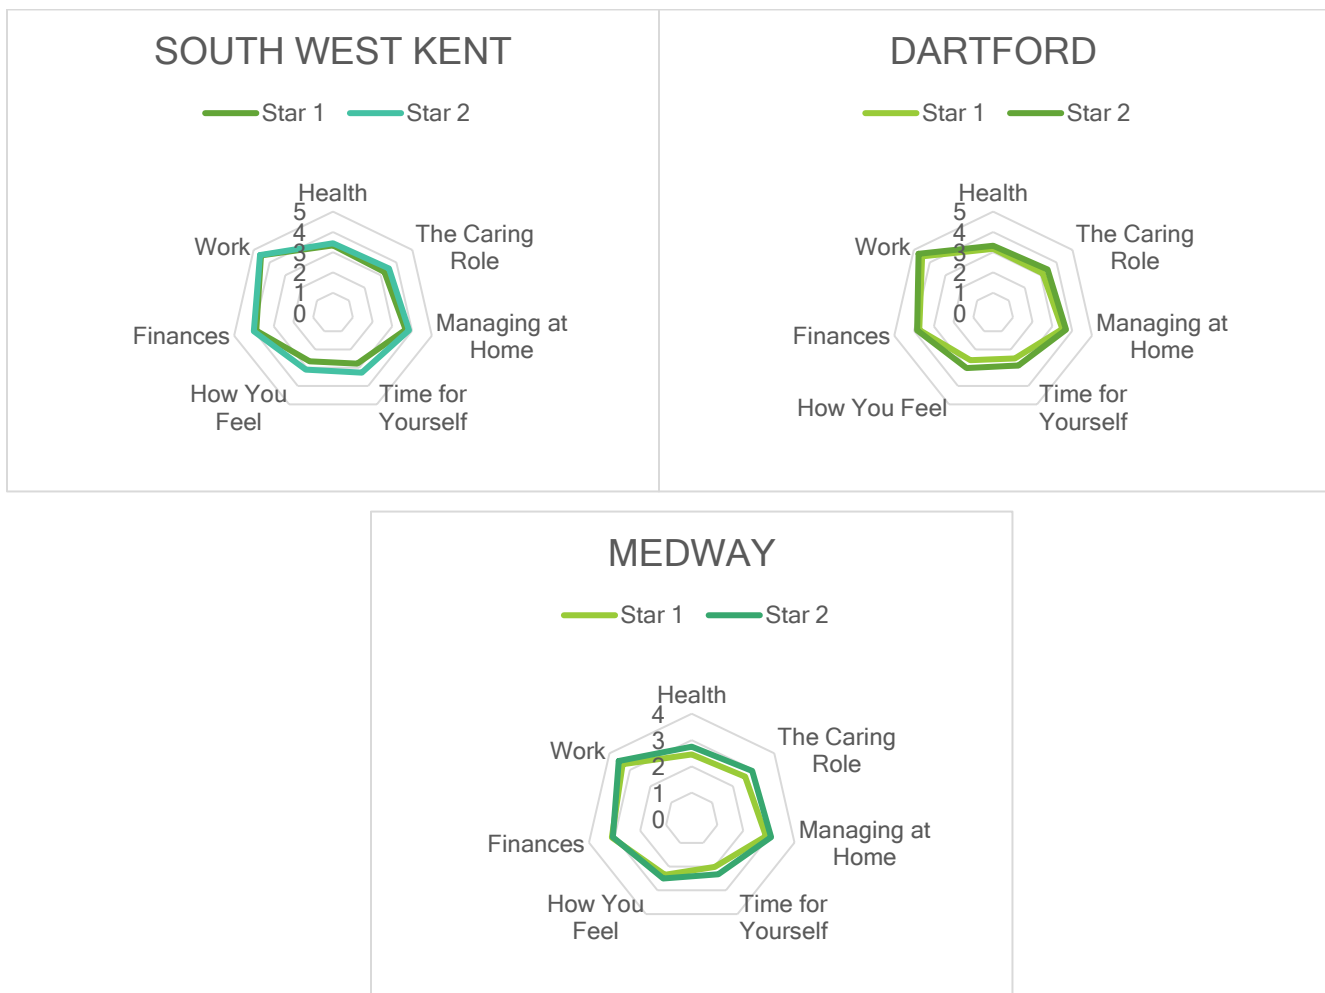 SOUTH WEST KENT
Star 1 Star 2
Health
5
4
3
2
1
0
The Caring
Role
Managing at
Home
Time for
Yourself
How You
Feel
Finances
Work
DARTFORD
Star 1 Star 2
Health
5
4
3
2
1
0
The Caring
Role
Managing at
Home
Time for
Yourself
How You Feel
Finances
Work
MEDWAY
Star 1 Star 2
Health
4
3
2
1
0
The Caring
Role
Managing at
Home
Time for
Yourself
How You
Feel
Finances
Work